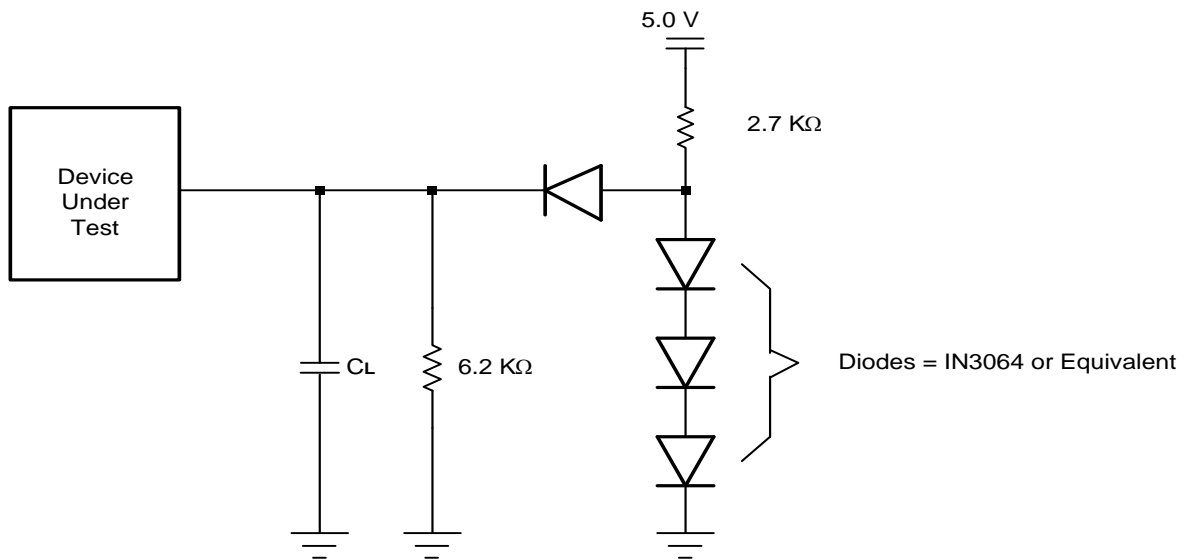 5.0 V
2.7 KΩ
Device
Under
Test
CL
6.2 KΩ
Diodes = IN3064 or Equivalent